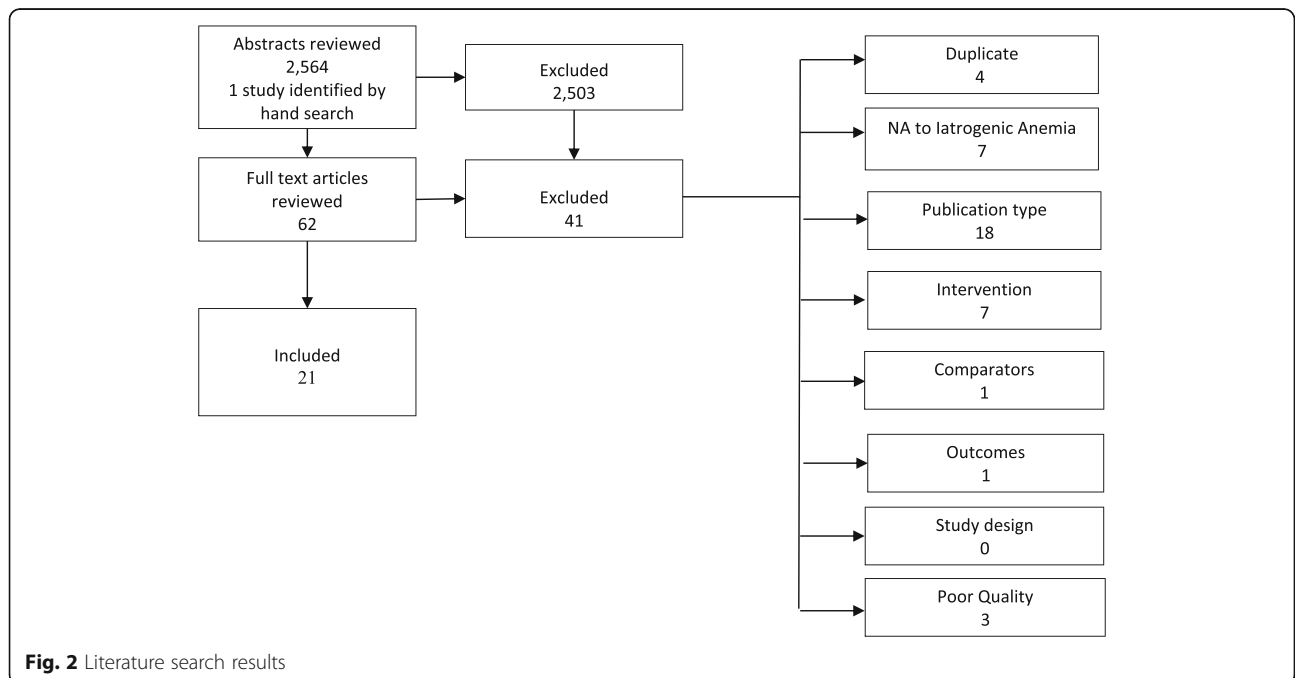 Abstracts reviewed
2,564
1 study identified by
hand search
Excluded
2,503
Full text articles
reviewed
62
Excluded
41
Included
21
Duplicate
4
NA to Iatrogenic Anemia
7
Publication type
18
Intervention
7
Comparators
1
Outcomes
1
Study design
0
Poor Quality
3
Fig. 2 Literature search results